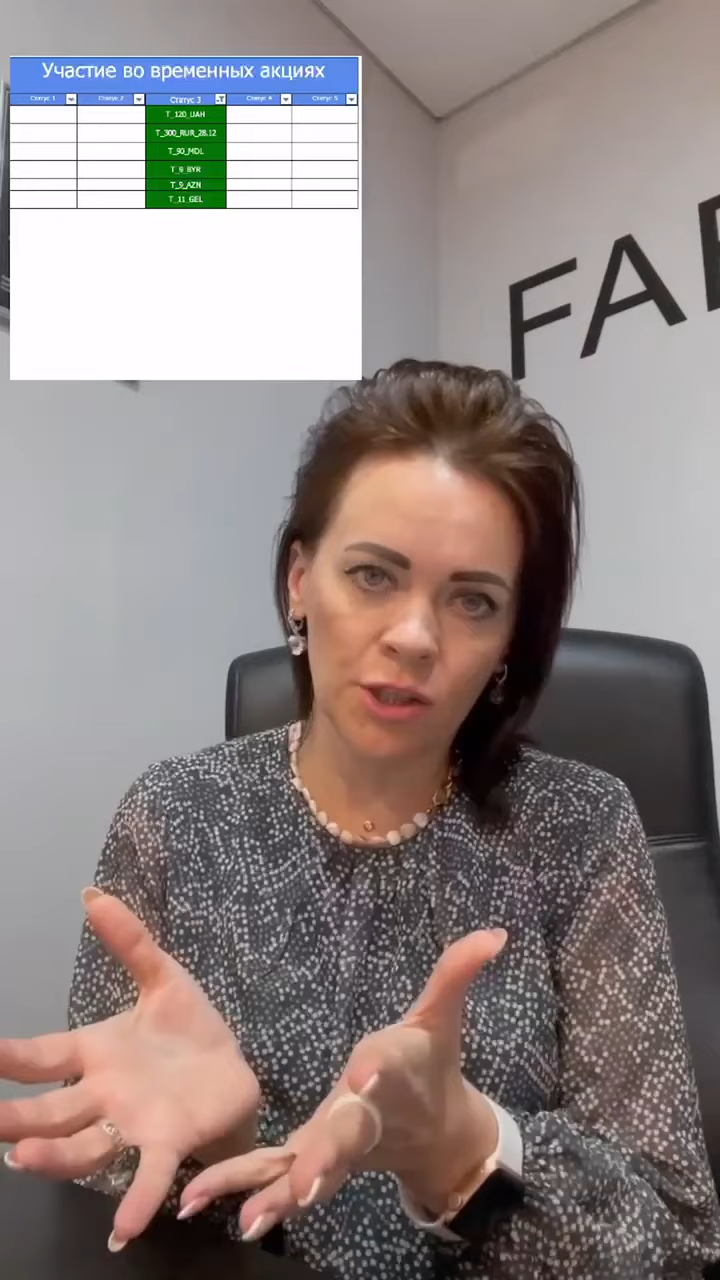 Участие во временных акциях
Статус 1 Статус 2 Статус 3 Статус 4 Статус 5
T_120_UAH
T_300_RUR_28.12
T_90_MDL
T_9_BYR
T_9_AZN
T_11_GEL
FAB